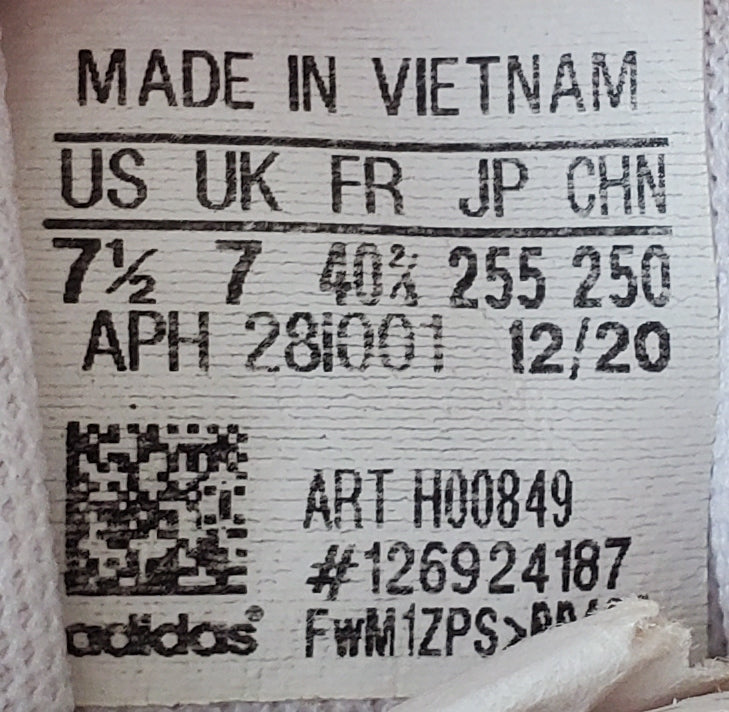 MADE IN VIETNAM
US UK FR JP CHN
7½ 7 40⅔ 255 250
APH 28i001 12/20
ART H00849
#126924187
adidas® FwM1ZPS>